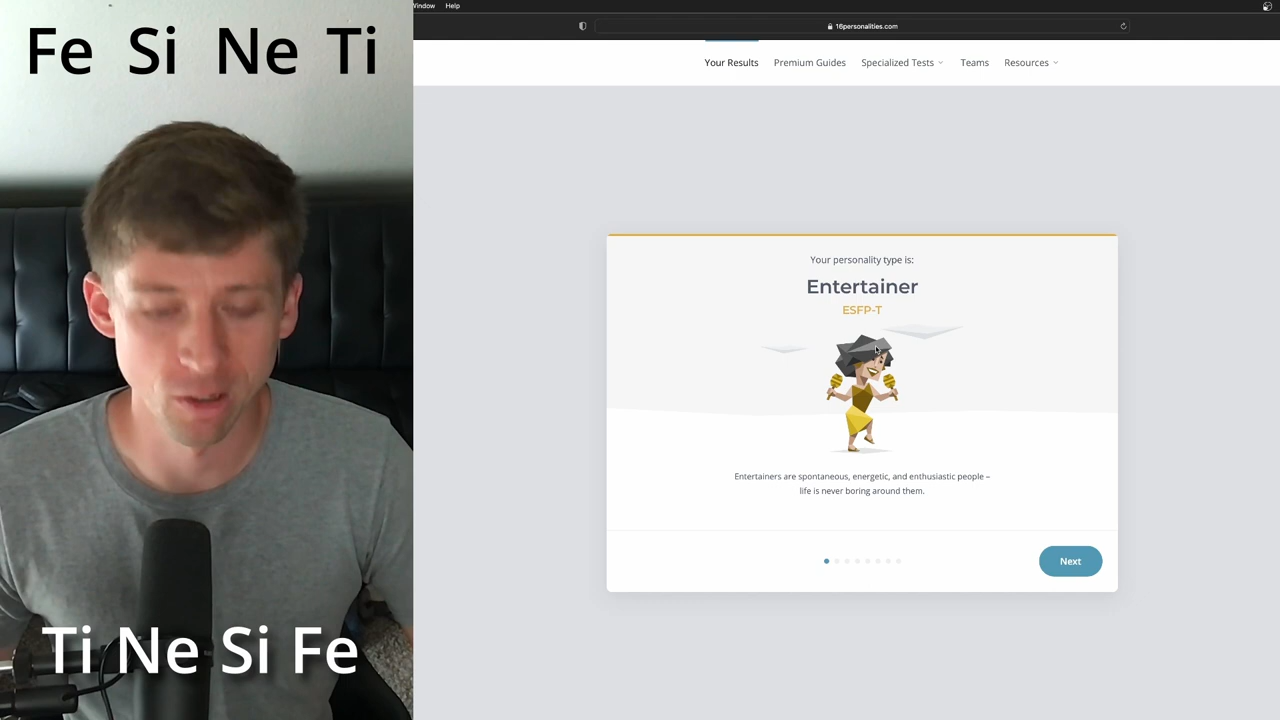 Fe Si Ne Ti
Ti Ne Si Fe
Window Help
16personalities.com
Your Results Premium Guides Specialized Tests Teams Resources
Your personality type is:
Entertainer
ESFP-T
Entertainers are spontaneous, energetic, and enthusiastic people –
life is never boring around them.
Next